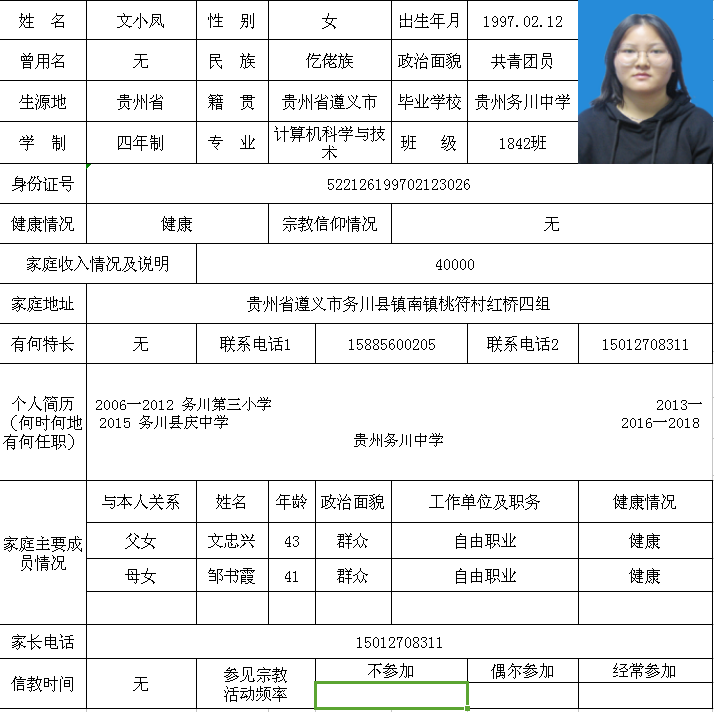 姓 名 文小凤 性 别 女 出生年月 1997.02.12
曾用名 无 民 族 仡佬族 政治面貌 共青团员
生源地 贵州省 籍 贯 贵州省遵义市 毕业学校 贵州务川中学
学 制 四年制 专 业 计算机科学与技
术 班 级 1842班
身份证号 522126199702123026
健康情况 健康 宗教信仰情况 无
家庭收入情况及说明 40000
家庭地址 贵州省遵义市务川县镇南镇桃符村红桥四组
有何特长 无 联系电话1 15885600205 联系电话2 15012708311
个人简历
(何时何地
有何任职)
2006一2012 务川第三小学 2013一
2015 务川县庆中学 2016一2018
贵州务川中学
家庭主要成
员情况
与本人关系 姓名 年龄 政治面貌 工作单位及职务 健康情况
父女 文忠兴 43 群众 自由职业 健康
母女 邹书霞 41 群众 自由职业 健康
家长电话 15012708311
信教时间 无 参见宗教
活动频率 不参加 偶尔参加 经常参加